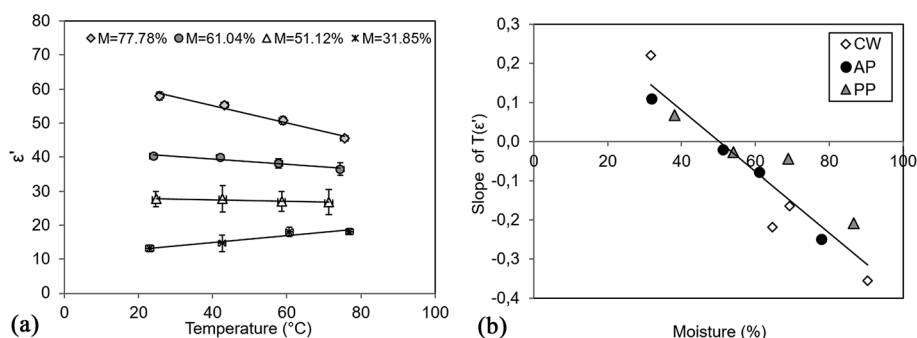 ε'
80
70
60
50
40
30
20
10
0
M=77.78% M=61.04% M=51.12% M=31.85%
0 20 40 60 80 100
(a) Temperature (°C)
Slope of T(ε')
0,3
0,2
0,1
0,0
-0,1
-0,2
-0,3
-0,4
CW
AP
PP
0 20 40 60 80 100
(b) Moisture (%)